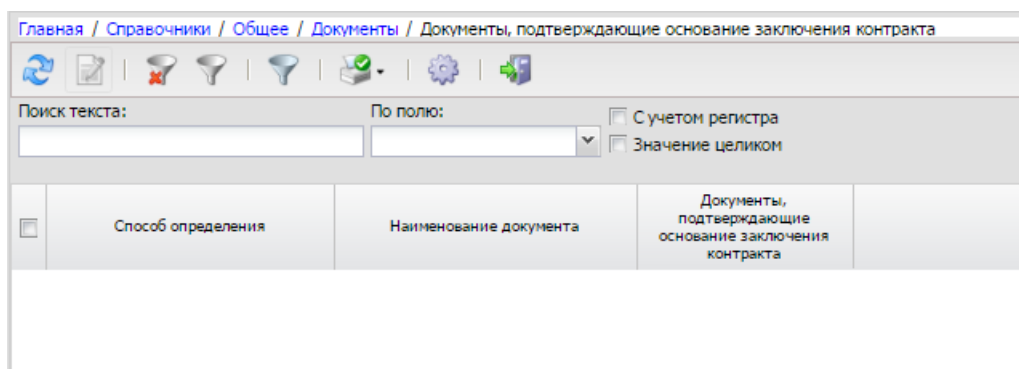 Главная / Справочники / Общее / Документы / Документы, подтверждающие основание заключения контракта
Поиск текста:
По полю:
С учетом регистра
Значение целиком
Способ определения
Наименование документа
Документы,
подтверждающие
основание заключения
контракта